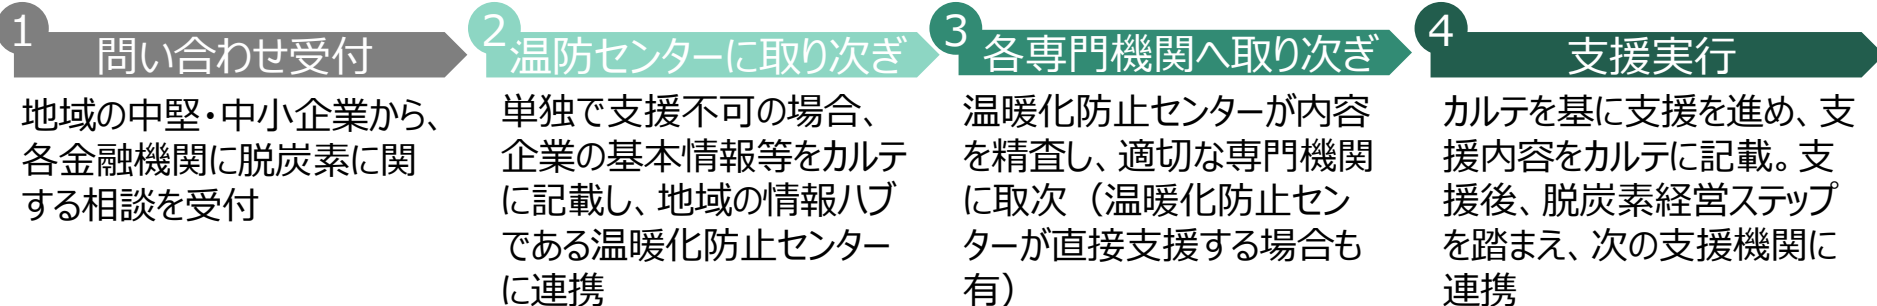 1
問い合わせ受付
地域の中堅・中小企業から、
各金融機関に脱炭素に関
する相談を受付
2
温防センターに取り次ぎ
単独で支援不可の場合、
企業の基本情報等をカルテ
に記載し、地域の情報ハブ
である温暖化防止センター
に連携
3
各専門機関へ取り次ぎ
温暖化防止センターが内容
を精査し、適切な専門機関
に取次（温暖化防止セン
ターが直接支援する場合も
有）
4
支援実行
カルテを基に支援を進め、支
援内容をカルテに記載。支
援後、脱炭素経営ステップ
を踏まえ、次の支援機関に
連携